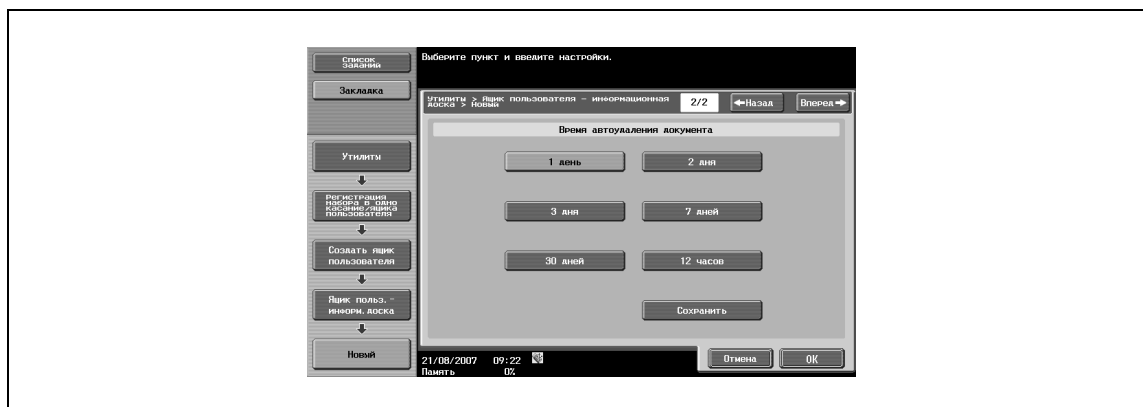 Список
заданий
Закладка
Утилиты
Регистрация
набора в одно
касание/ящика
пользователя
Создать ящик
пользователя
Ящик польз.-
информ.доска
Новый
Выберите пункт и введите настройки.
Утилиты > Ящик пользователя - информационная
доска > Новый
2/2
←Назад
Вперед→
Время автоудаления документа
1 день
2 дня
3 дня
7 дней
30 дней
12 часов
Сохранить
21/08/2007 09:22
Память 0%
Отмена
OK